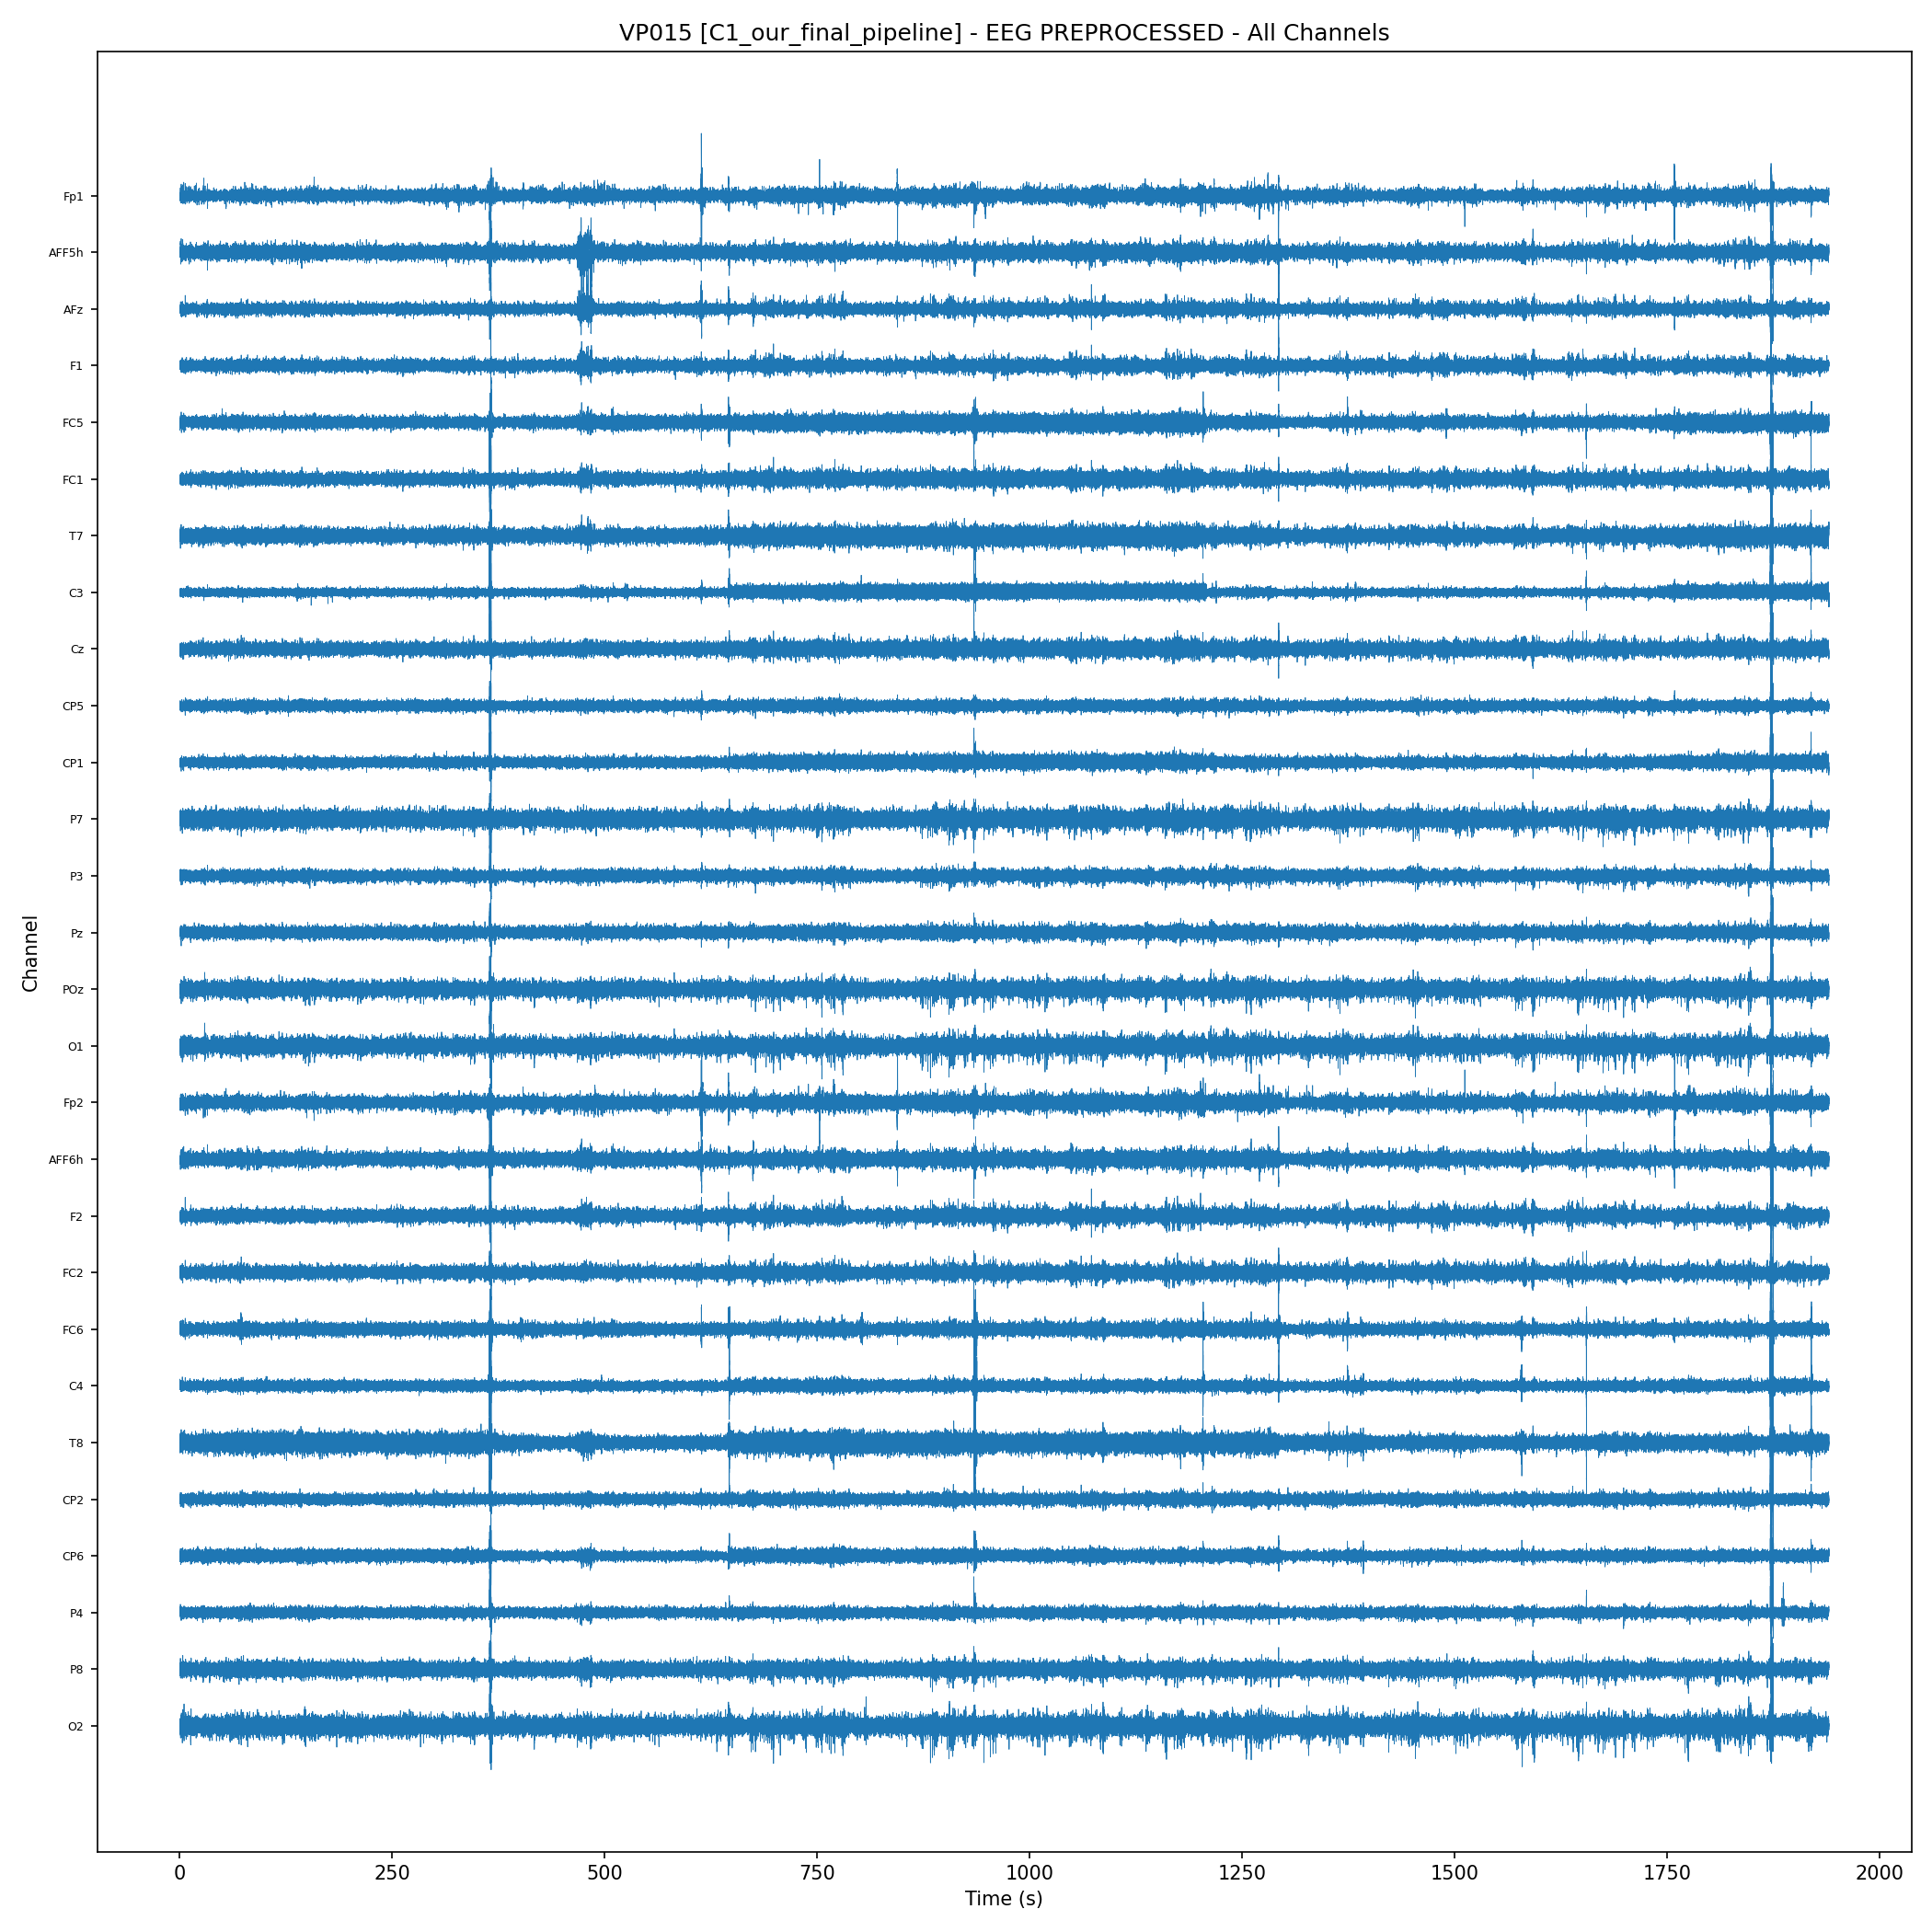 VP015 [C1_our_final_pipeline] - EEG PREPROCESSED - All Channels
Channel
Fp1
AFF5h
AFz
F1
FC5
FC1
T7
C3
Cz
CP5
CP1
P7
P3
Pz
POz
O1
Fp2
AFF6h
F2
FC2
FC6
C4
T8
CP2
CP6
P4
P8
O2
0 250 500 750 1000 1250 1500 1750 2000
Time (s)